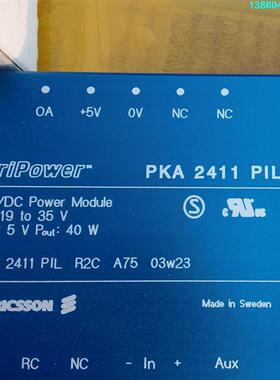 13860
OA +5V 0V NC NC
riPower™ PKA 2411 PIL
/DC Power Module
19 to 35 V
5 V Pout: 40 W
2411 PIL R2C A75 03w23
RICSSON Made in Sweden
RC NC - In + Aux